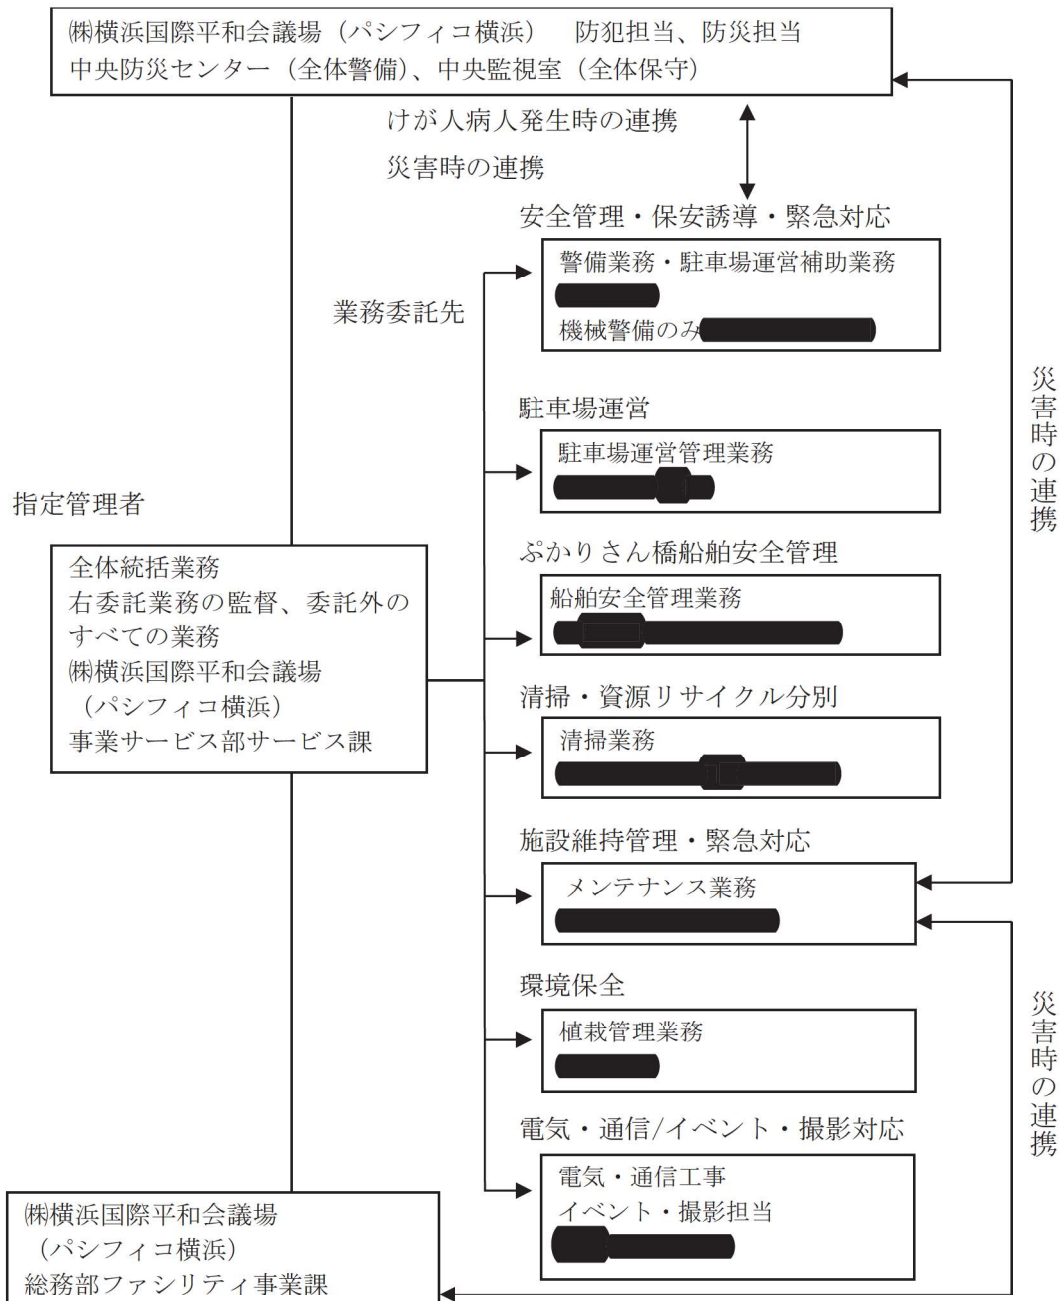 ㈱横浜国際平和会議場（パシフィコ横浜）　防犯担当、防災担当
中央防災センター（全体警備）、中央監視室（全体保守）
けが人病人発生時の連携
災害時の連携
安全管理・保安誘導・緊急対応
警備業務・駐車場運営補助業務
機械警備のみ
業務委託先
駐車場運営
駐車場運営管理業務
指定管理者
全体統括業務
右委託業務の監督、委託外の
すべての業務
㈱横浜国際平和会議場
（パシフィコ横浜）
事業サービス部サービス課
ぷかりさん橋船舶安全管理
船舶安全管理業務
清掃・資源リサイクル分別
清掃業務
施設維持管理・緊急対応
メンテナンス業務
環境保全
植栽管理業務
電気・通信/イベント・撮影対応
電気・通信工事
イベント・撮影担当
災害時の連携
災害時の連携
㈱横浜国際平和会議場
（パシフィコ横浜）
総務部ファシリティ事業課